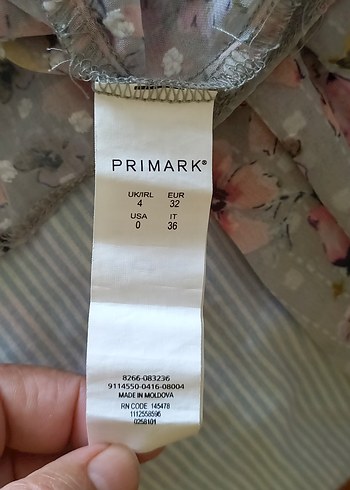 PRIMARK®
UK/IRL EUR
4 32
USA IT
0 36
8266-083236
9114550-0416-08004
MADE IN MOLDOVA
RN CODE 145478
1112558596
0258101